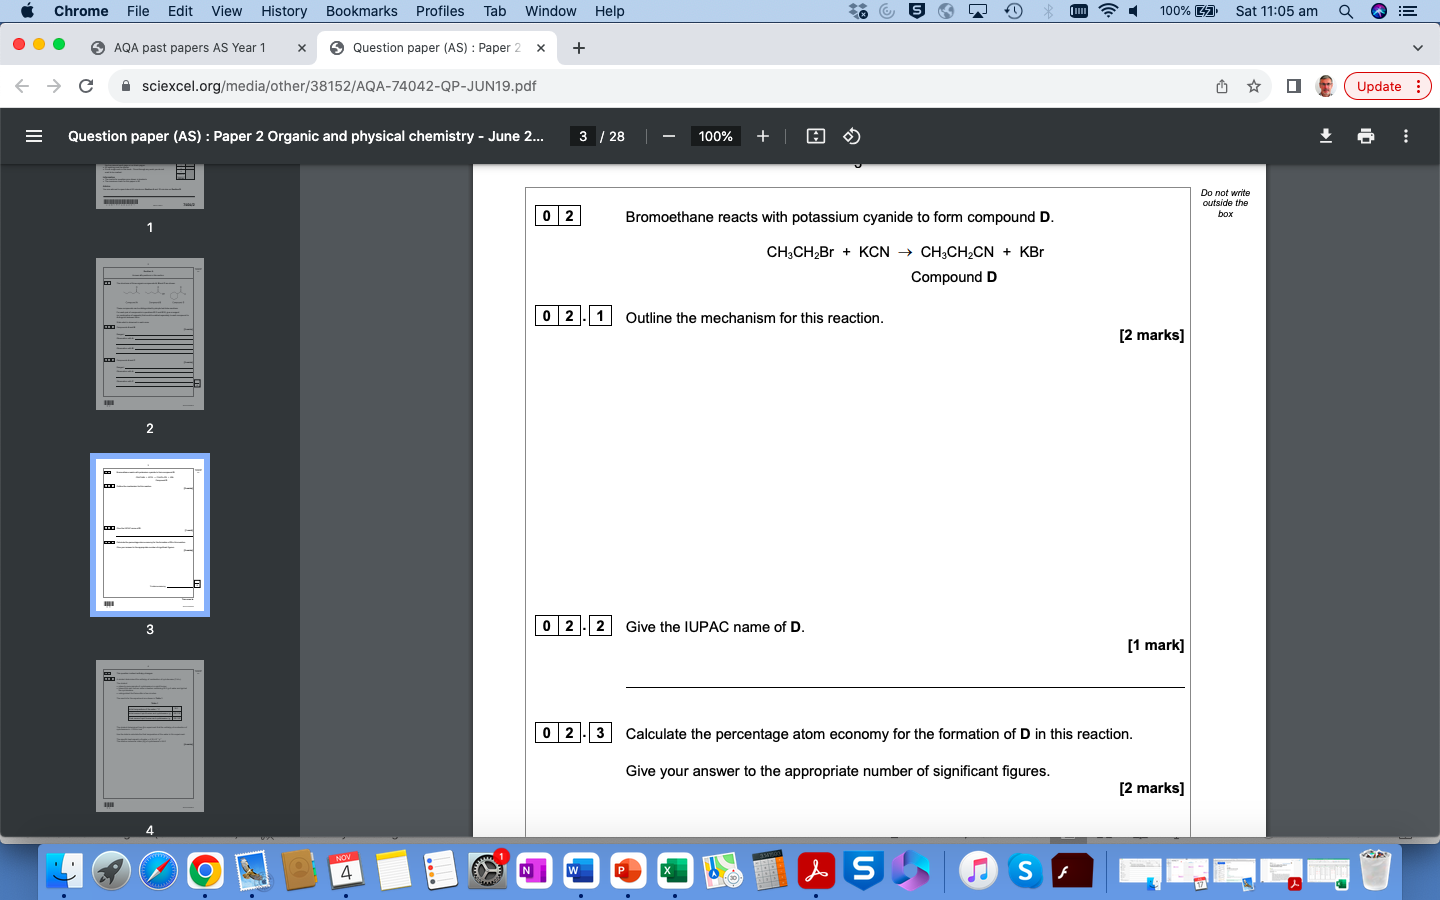 Chrome File Edit View History Bookmarks Profiles Tab Window Help 100% Sat 11:05 am
AQA past papers AS Year 1
Question paper (AS) : Paper 2
sciexcel.org/media/other/38152/AQA-74042-QP-JUN19.pdf
Update
Question paper (AS) : Paper 2 Organic and physical chemistry - June 2...
3 / 28
100%
1
2
3
4
Do not write
outside the
box
0 2 Bromoethane reacts with potassium cyanide to form compound D.
CH₃CH₂Br + KCN → CH₃CH₂CN + KBr
Compound D
0 2 . 1 Outline the mechanism for this reaction.
[2 marks]
0 2 . 2 Give the IUPAC name of D.
[1 mark]
0 2 . 3 Calculate the percentage atom economy for the formation of D in this reaction.
Give your answer to the appropriate number of significant figures.
[2 marks]
NOV
4
1
N
W
P
X
S
S
17